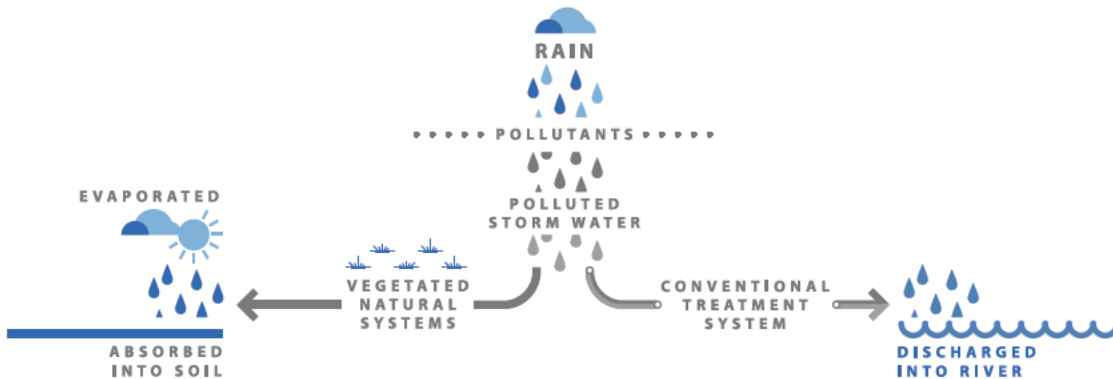 RAIN
POLLUTANTS
POLLUTED
STORM WATER
EVAPORATED
VEGETATED
NATURAL
SYSTEMS
CONVENTIONAL
TREATMENT
SYSTEM
ABSORBED
INTO SOIL
DISCHARGED
INTO RIVER